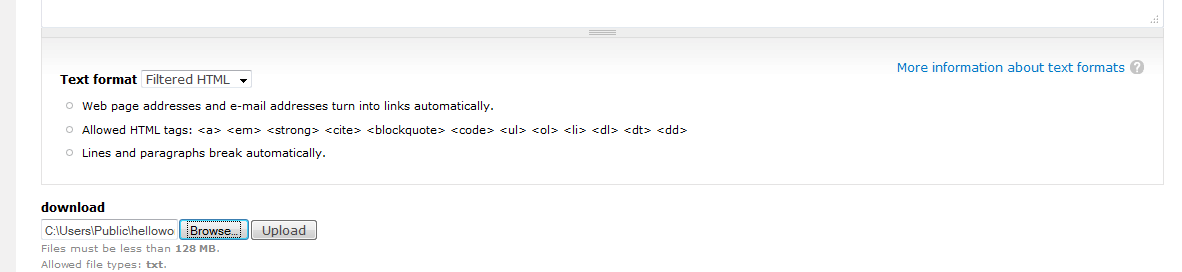 More information about text formats ?
Text format Filtered HTML
Web page addresses and e-mail addresses turn into links automatically.
Allowed HTML tags: <a> <em> <strong> <cite> <blockquote> <code> <ul> <ol> <li> <dl> <dt> <dd>
Lines and paragraphs break automatically.
download
C:\Users\Public\hellowo Browse... Upload
Files must be less than 128 MB.
Allowed file types: txt.